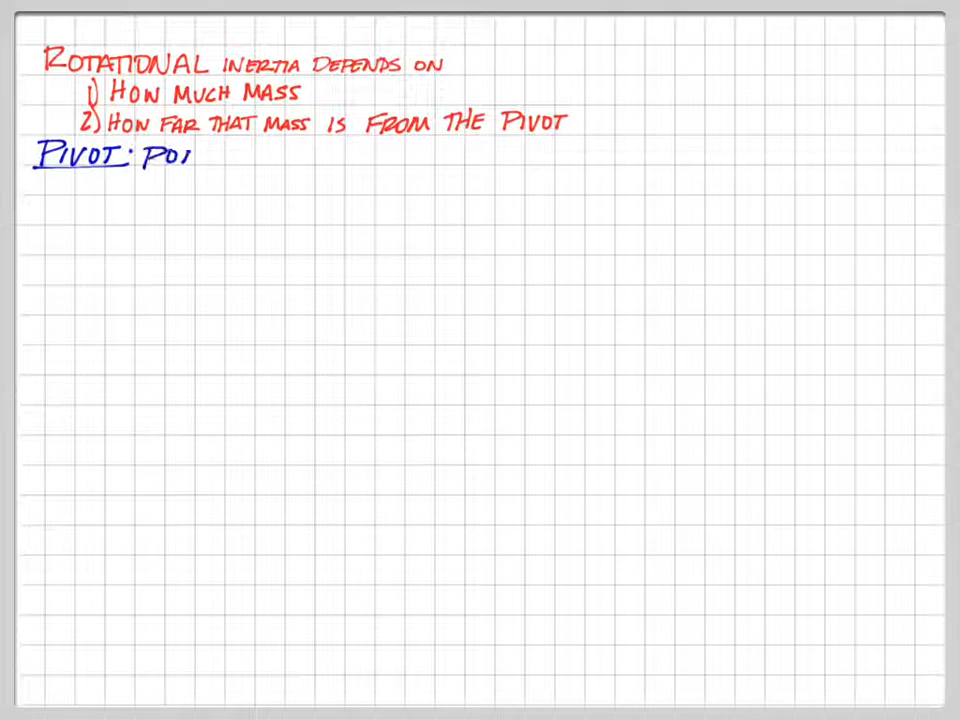 ROTATIONAL INERTIA DEPENDS ON
1) HOW MUCH MASS
2) HOW FAR THAT MASS IS FROM THE PIVOT
PIVOT: POI